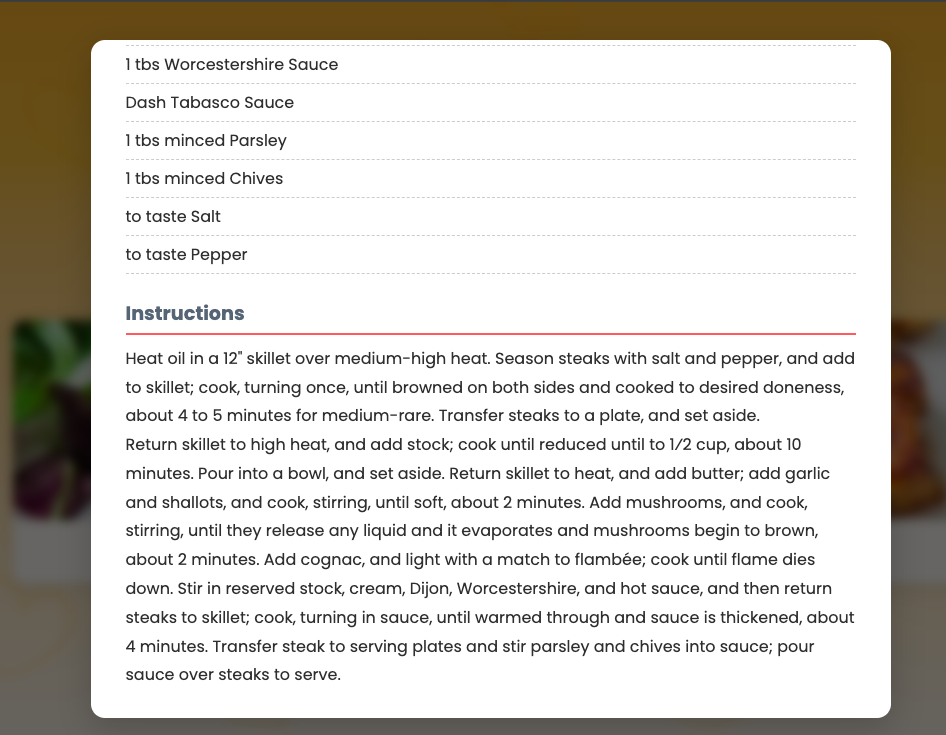 1 tbs Worcestershire Sauce
Dash Tabasco Sauce
1 tbs minced Parsley
1 tbs minced Chives
to taste Salt
to taste Pepper
Instructions
Heat oil in a 12" skillet over medium-high heat. Season steaks with salt and pepper, and add
to skillet; cook, turning once, until browned on both sides and cooked to desired doneness,
about 4 to 5 minutes for medium-rare. Transfer steaks to a plate, and set aside.
Return skillet to high heat, and add stock; cook until reduced until to 1⁄2 cup, about 10
minutes. Pour into a bowl, and set aside. Return skillet to heat, and add butter; add garlic
and shallots, and cook, stirring, until soft, about 2 minutes. Add mushrooms, and cook,
stirring, until they release any liquid and it evaporates and mushrooms begin to brown,
about 2 minutes. Add cognac, and light with a match to flambée; cook until flame dies
down. Stir in reserved stock, cream, Dijon, Worcestershire, and hot sauce, and then return
steaks to skillet; cook, turning in sauce, until warmed through and sauce is thickened, about
4 minutes. Transfer steak to serving plates and stir parsley and chives into sauce; pour
sauce over steaks to serve.